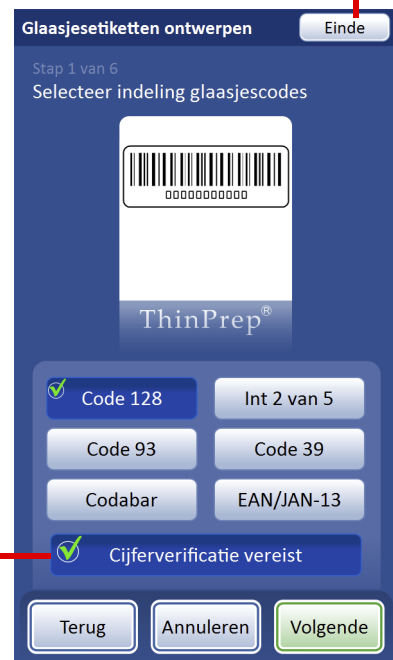 Glaasjesetiketten ontwerpen Einde
Stap 1 van 6
Selecteer indeling glaasjescodes
00000000000
ThinPrep®
Code 128 Int 2 van 5
Code 93 Code 39
Codabar EAN/JAN-13
Cijferverificatie vereist
Terug Annuleren Volgende